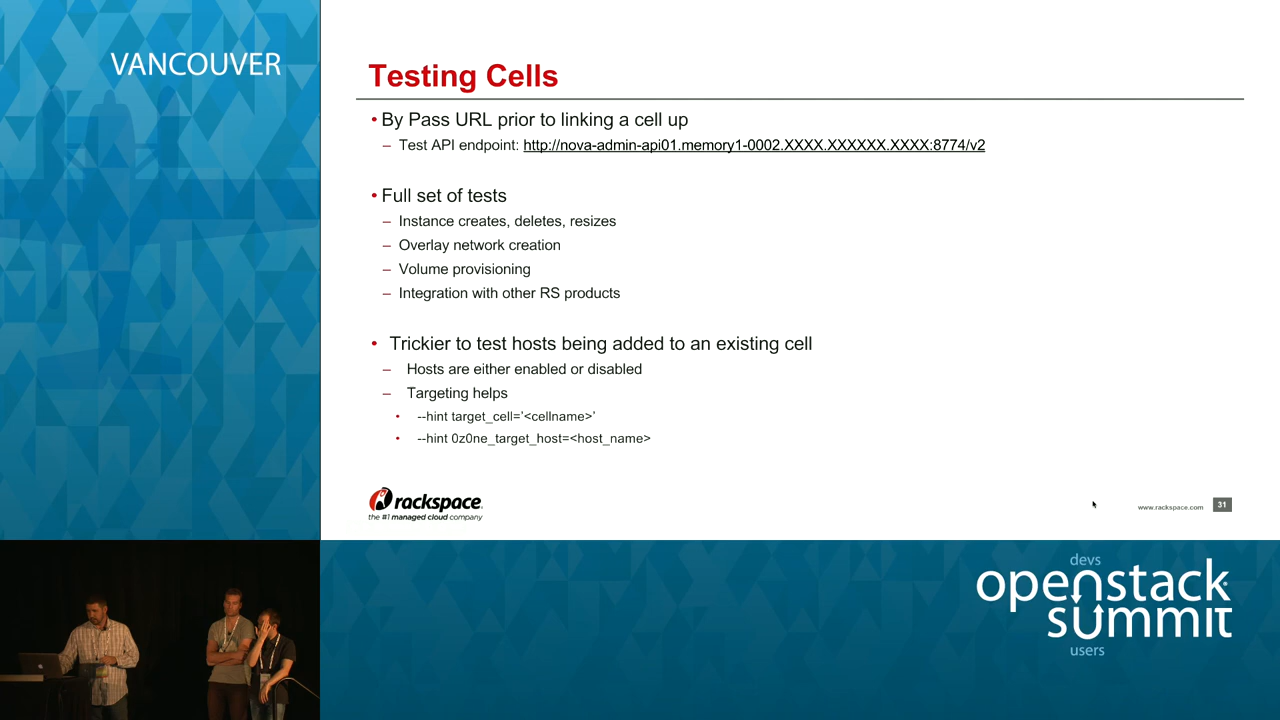 VANCOUVER
Testing Cells
• By Pass URL prior to linking a cell up
– Test API endpoint: http://nova-admin-api01.memory1-0002.XXXX.XXXXXX.XXXX:8774/v2
• Full set of tests
– Instance creates, deletes, resizes
– Overlay network creation
– Volume provisioning
– Integration with other RS products
• Trickier to test hosts being added to an existing cell
– Hosts are either enabled or disabled
– Targeting helps
• --hint target_cell='<cellname>'
• --hint 0z0ne_target_host=<host_name>
rackspace
the #1 managed cloud company
www.rackspace.com
31
devs
openstack
summit
users